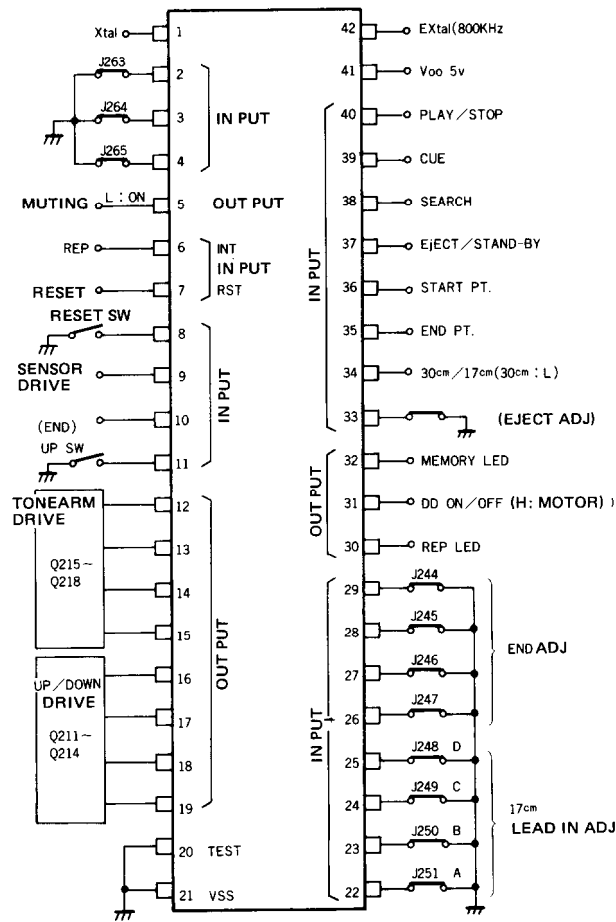 Xtal 1 42 EXtal(800KHz
J263 2 41 Voo 5v
J264 3 IN PUT 40 PLAY/STOP
J265 4 39 CUE
MUTING L : ON 5 OUT PUT 38 SEARCH
REP 6 INT 37 EjECT/STAND-BY
IN PUT IN PUT
RESET 7 RST 36 START PT.
RESET SW 8 35 END PT.
SENSOR DRIVE 9 IN PUT 34 30cm/17cm(30cm : L)
(END) 10 33 (EJECT ADJ)
UP SW 11 32 MEMORY LED
TONEARM DRIVE 12 OUT PUT 31 DD ON/OFF (H: MOTOR) )
13 30 REP LED
Q215~
Q218
14 29 J244
15 28 J245
OUT PUT END ADJ
UP/DOWN DRIVE 16 27 J246
17 IN PUT 26 J247
Q211~
Q214
18 25 J248 D
19 24 J249 C
17cm
LEAD IN ADJ
20 TEST 23 J250 B
21 VSS 22 J251 A